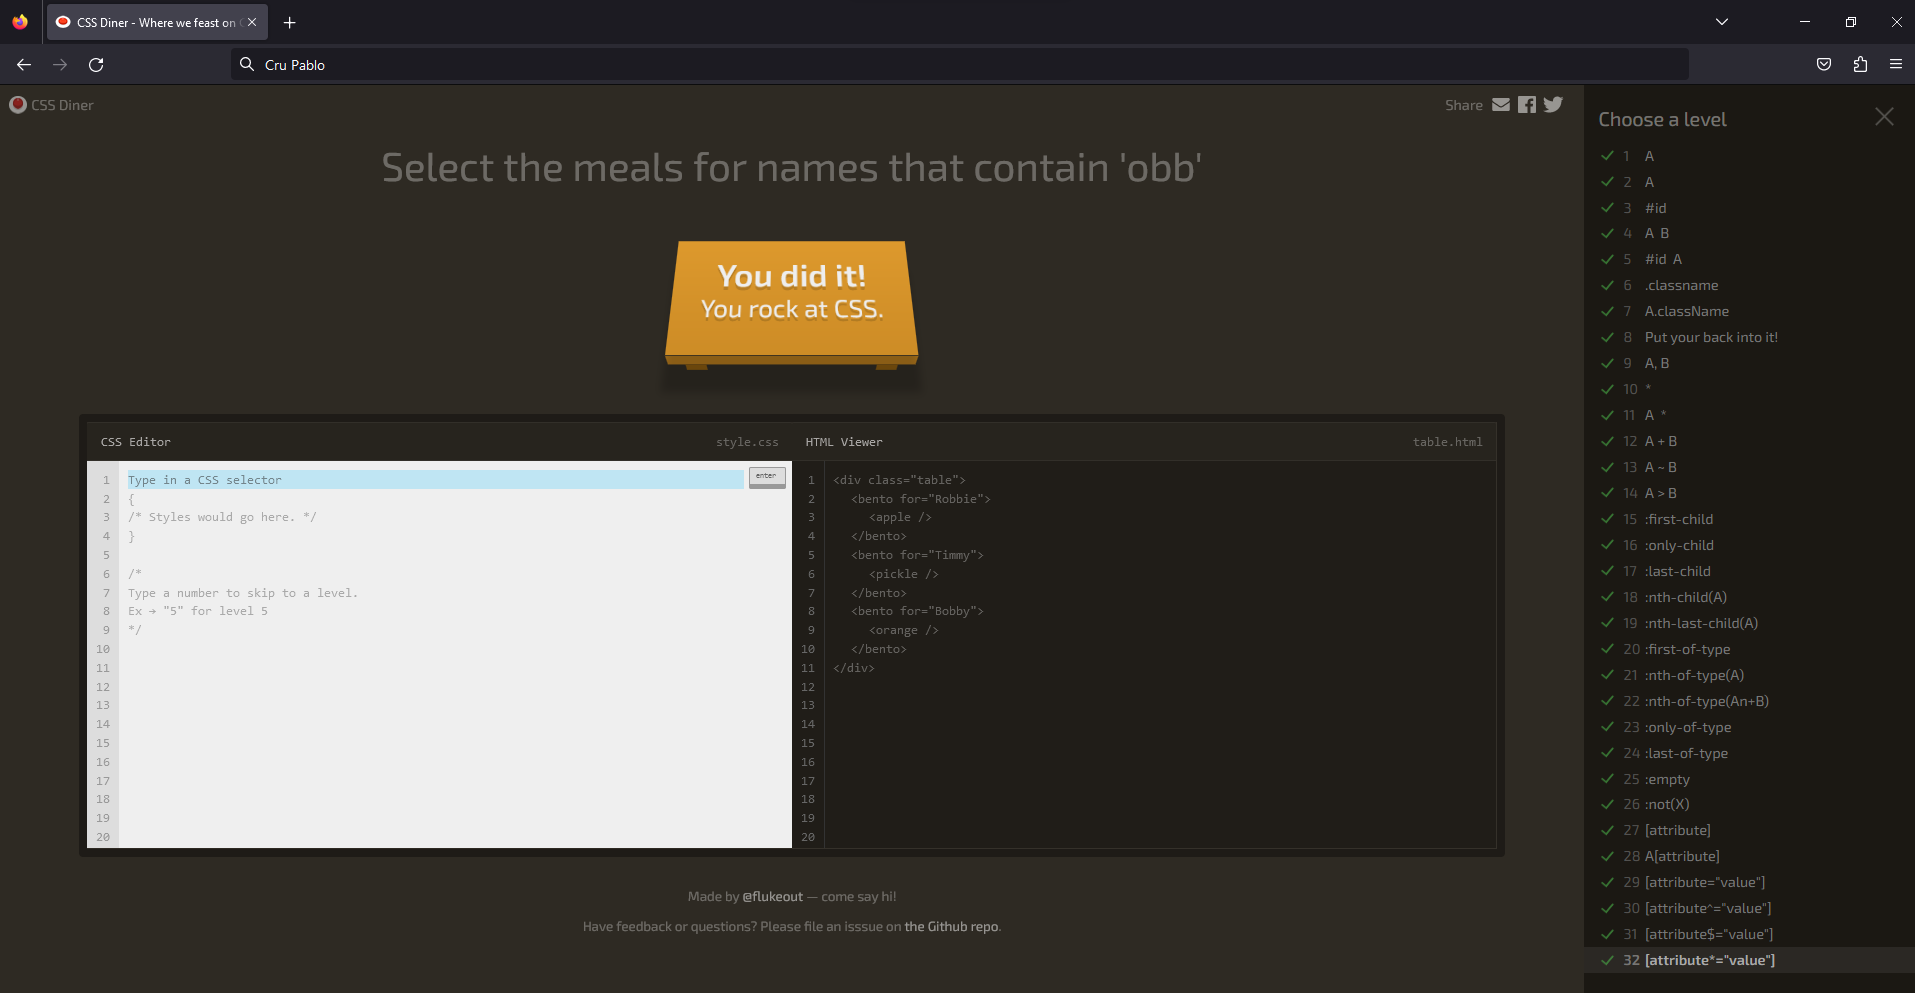 CSS Diner - Where we feast on
Cru Pablo
CSS Diner
Share
Select the meals for names that contain 'obb'
You did it!
You rock at CSS.
CSS Editor
style.css
1 Type in a CSS selector
enter
2 {
3 /* Styles would go here. */
4 }
5
6 /*
7 Type a number to skip to a level.
8 Ex → "5" for level 5
9 */
10
11
12
13
14
15
16
17
18
19
20
HTML Viewer
table.html
1 <div class="table">
2 <bento for="Robbie">
3 <apple />
4 </bento>
5 <bento for="Timmy">
6 <pickle />
7 </bento>
8 <bento for="Bobby">
9 <orange />
10 </bento>
11 </div>
12
13
14
15
16
17
18
19
20
Made by @flukeout — come say hi!
Have feedback or questions? Please file an isssue on the Github repo.
Choose a level
1 A
2 A
3 #id
4 A B
5 #id A
6 .classname
7 A.className
8 Put your back into it!
9 A, B
10 *
11 A *
12 A + B
13 A ~ B
14 A > B
15 :first-child
16 :only-child
17 :last-child
18 :nth-child(A)
19 :nth-last-child(A)
20 :first-of-type
21 :nth-of-type(A)
22 :nth-of-type(An+B)
23 :only-of-type
24 :last-of-type
25 :empty
26 :not(X)
27 [attribute]
28 A[attribute]
29 [attribute="value"]
30 [attribute^="value"]
31 [attribute$="value"]
32 [attribute*="value"]